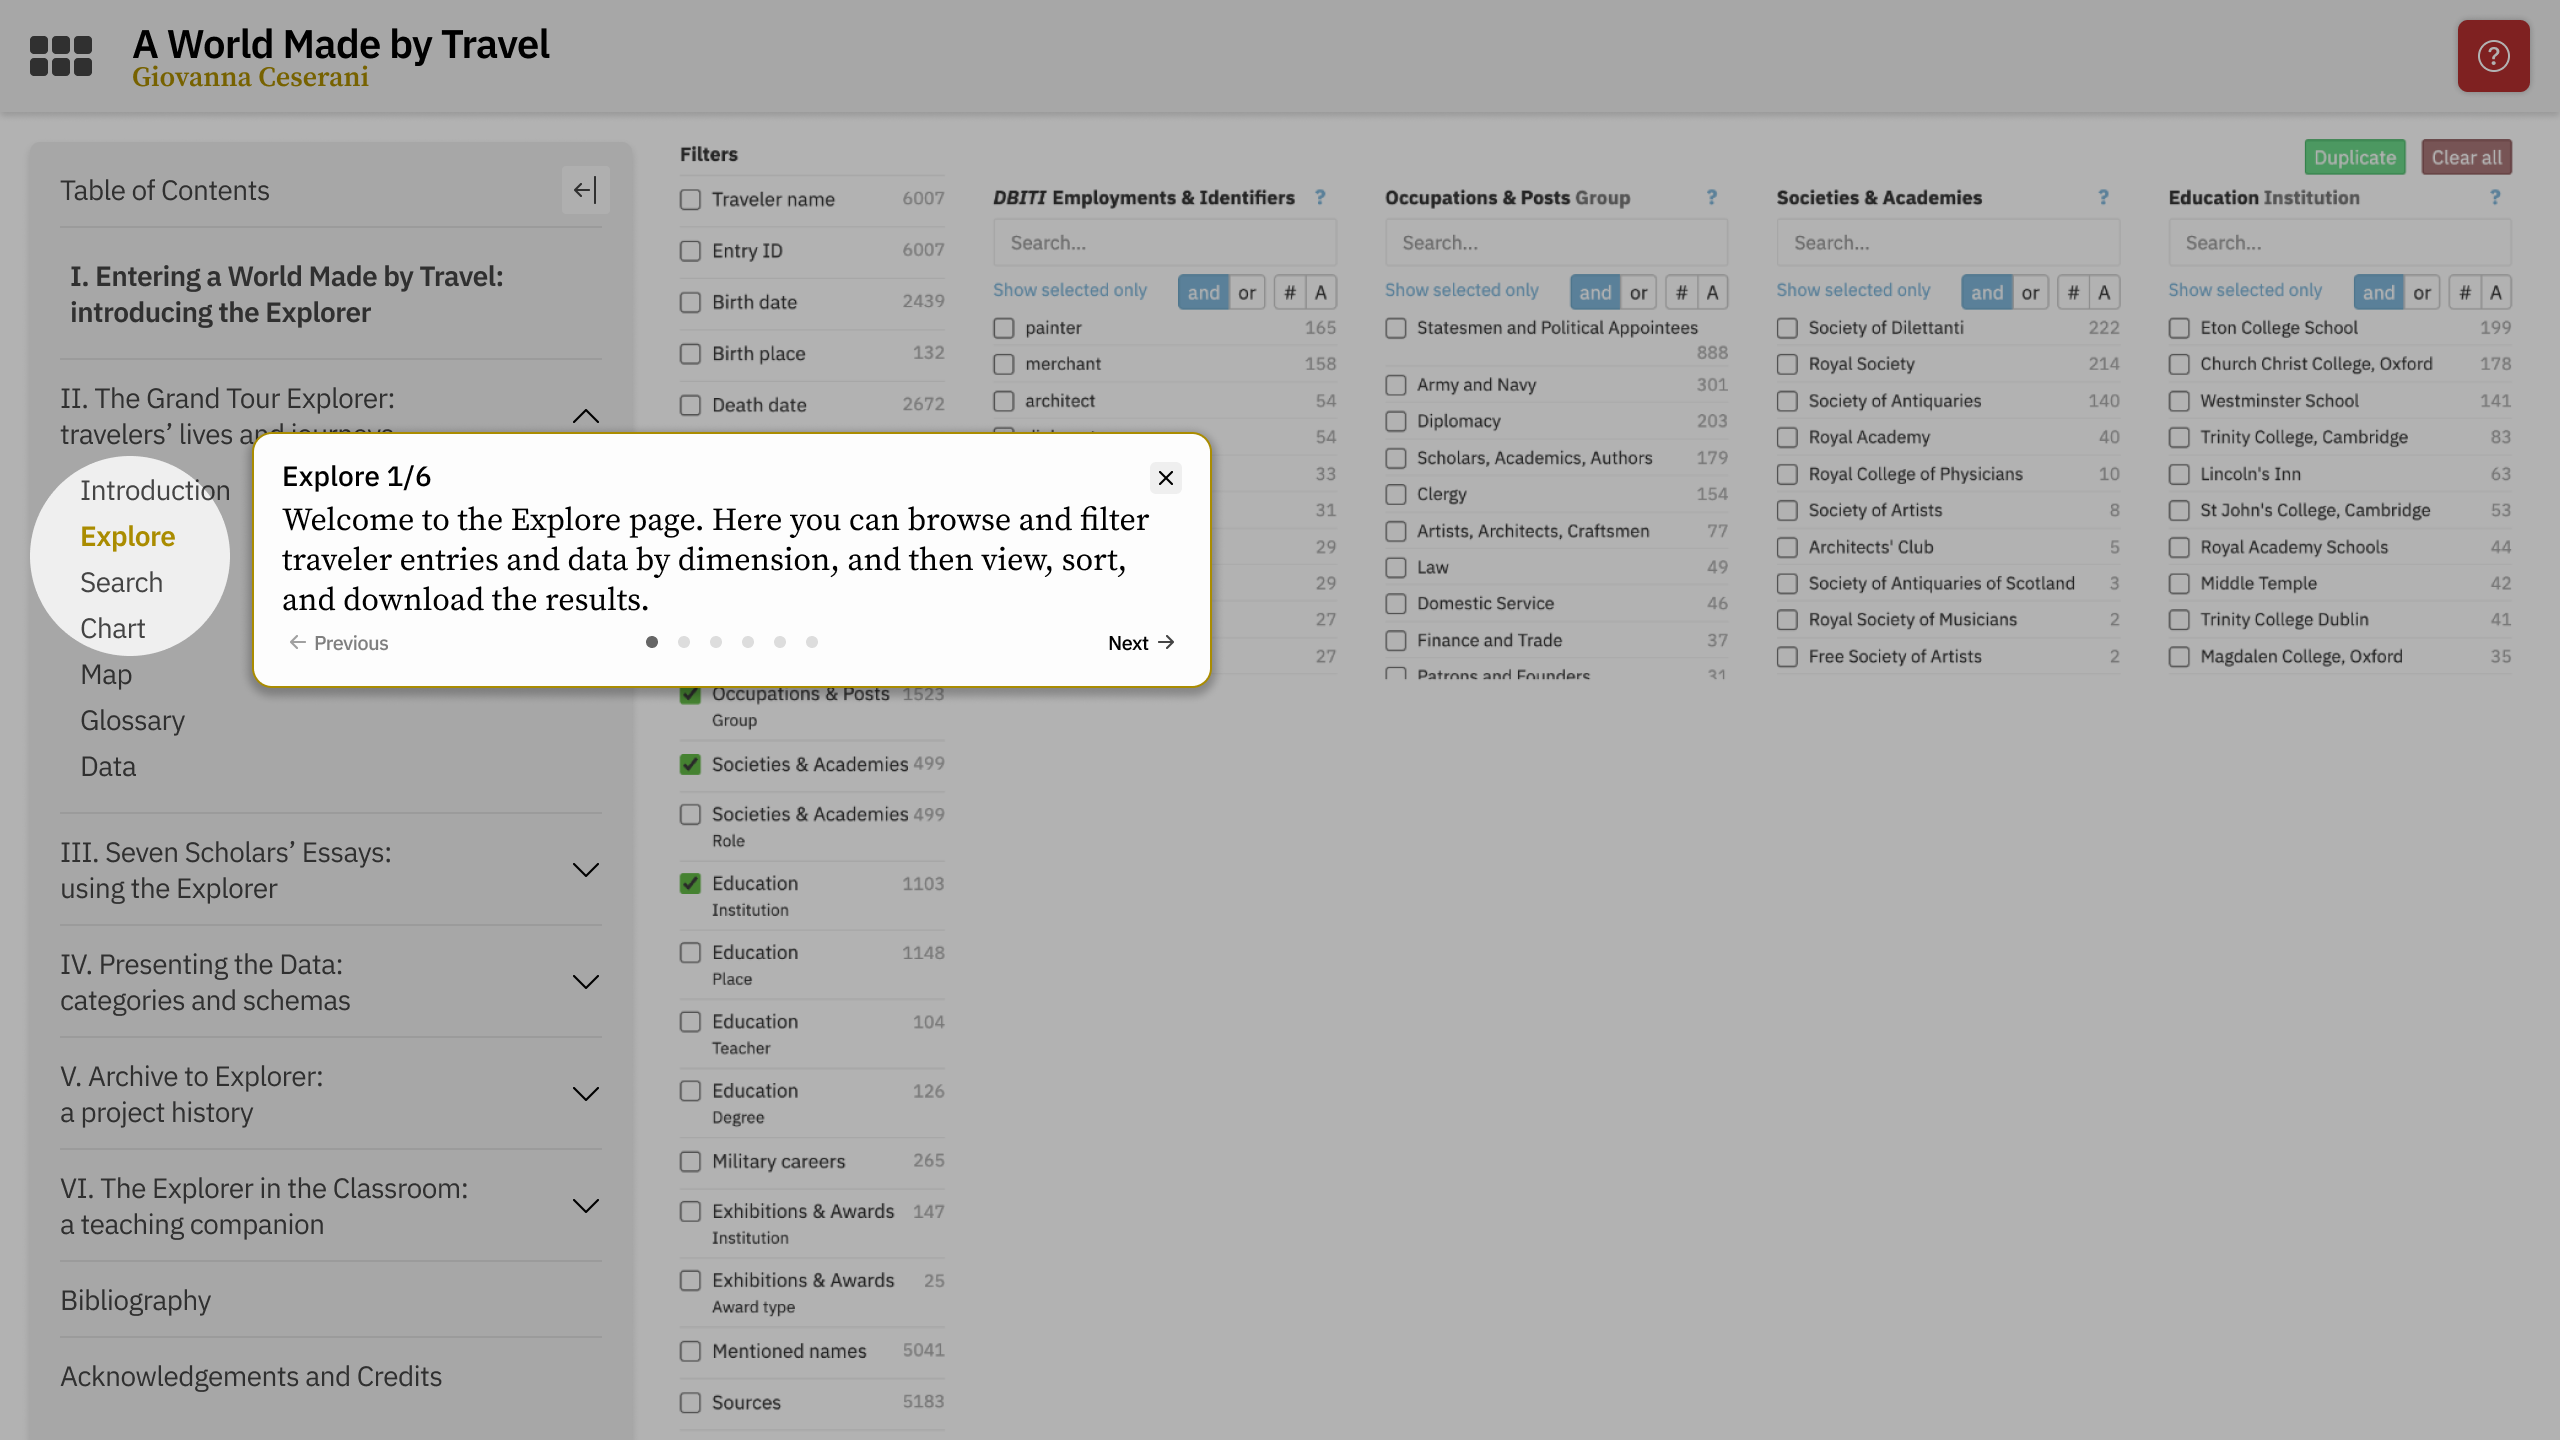 A World Made by Travel
Giovanna Ceserani
?
Table of Contents
I. Entering a World Made by Travel:
introducing the Explorer
II. The Grand Tour Explorer:
travelers’ lives and journeys
Introduction
Explore
Search
Chart
Map
Glossary
Data
III. Seven Scholars’ Essays:
using the Explorer
IV. Presenting the Data:
categories and schemas
V. Archive to Explorer:
a project history
VI. The Explorer in the Classroom:
a teaching companion
Bibliography
Acknowledgements and Credits
Explore 1/6
Welcome to the Explore page. Here you can browse and filter
traveler entries and data by dimension, and then view, sort,
and download the results.
Previous
Next
Filters
Traveler name 6007
Entry ID 6007
Birth date 2439
Birth place 132
Death date 2672
Occupations & Posts 1523
Group
Societies & Academies 499
Societies & Academies 499
Role
Education 1103
Institution
Education 1148
Place
Education 104
Teacher
Education 126
Degree
Military careers 265
Exhibitions & Awards 147
Institution
Exhibitions & Awards 25
Award type
Mentioned names 5041
Sources 5183
Duplicate Clear all
DBITI Employments & Identifiers ?
Search...
Show selected only and or # A
painter 165
merchant 158
architect 54
54
33
31
29
29
27
27
Occupations & Posts Group ?
Search...
Show selected only and or # A
Statesmen and Political Appointees
888
Army and Navy 301
Diplomacy 203
Scholars, Academics, Authors 179
Clergy 154
Artists, Architects, Craftsmen 77
Law 49
Domestic Service 46
Finance and Trade 37
Patrons and Founders 31
Societies & Academies ?
Search...
Show selected only and or # A
Society of Dilettanti 222
Royal Society 214
Society of Antiquaries 140
Royal Academy 40
Royal College of Physicians 10
Society of Artists 8
Architects' Club 5
Society of Antiquaries of Scotland 3
Royal Society of Musicians 2
Free Society of Artists 2
Education Institution ?
Search...
Show selected only and or # A
Eton College School 199
Church Christ College, Oxford 178
Westminster School 141
Trinity College, Cambridge 83
Lincoln's Inn 63
St John's College, Cambridge 53
Royal Academy Schools 44
Middle Temple 42
Trinity College Dublin 41
Magdalen College, Oxford 35